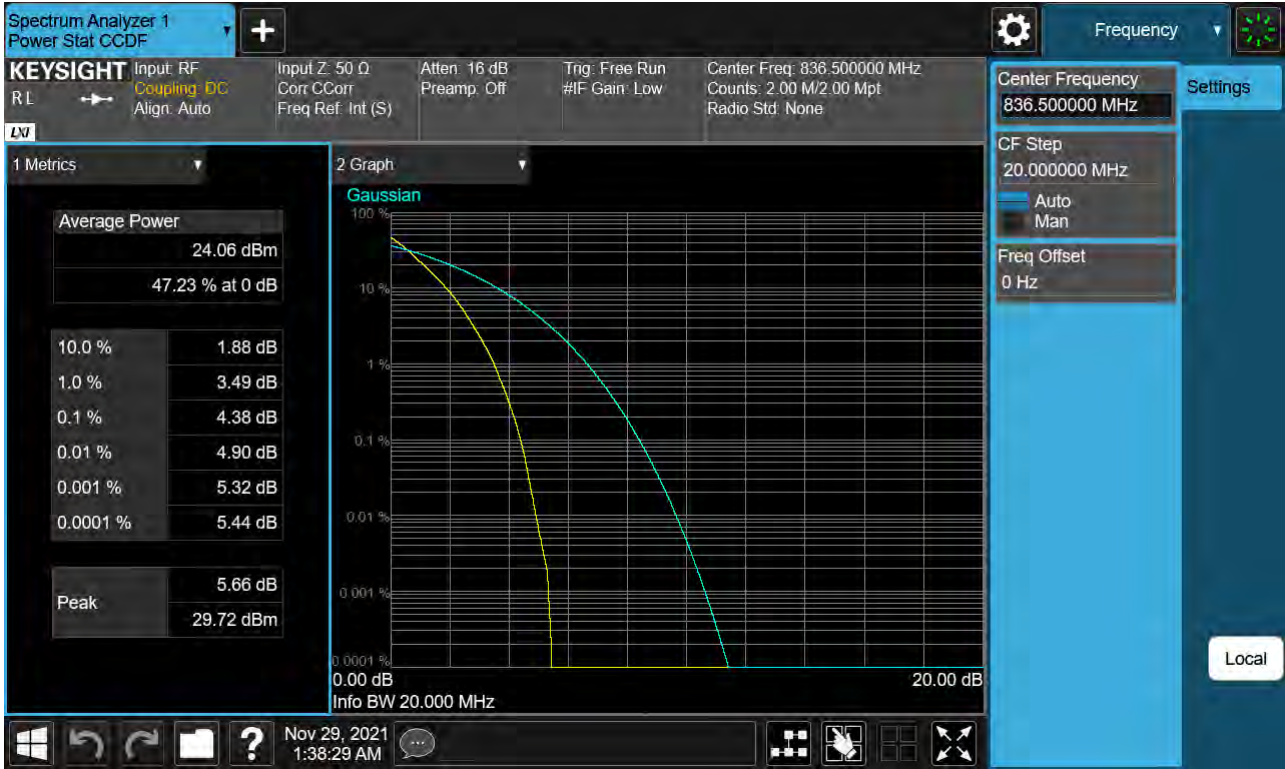 Spectrum Analyzer 1
Power Stat CCDF
+
Frequency
KEYSIGHT
R L
LXI
Input: RF
Coupling: DC
Align: Auto
Input Z: 50 Ω
Corr CCorr
Freq Ref: Int (S)
Atten: 16 dB
Preamp: Off
Trig: Free Run
#IF Gain: Low
Center Freq: 836.500000 MHz
Counts: 2.00 M/2.00 Mpt
Radio Std: None
Center Frequency
836.500000 MHz
Settings
CF Step
20.000000 MHz
Auto
Man
Freq Offset
0 Hz
1 Metrics
Average Power
24.06 dBm
47.23 % at 0 dB
10.0 % 1.88 dB
1.0 % 3.49 dB
0.1 % 4.38 dB
0.01 % 4.90 dB
0.001 % 5.32 dB
0.0001 % 5.44 dB
Peak
5.66 dB
29.72 dBm
2 Graph
Gaussian
100 %
10 %
1 %
0.1 %
0.01 %
0.001 %
0.0001 %
0.00 dB 20.00 dB
Info BW 20.000 MHz
Local
?
Nov 29, 2021
1:38:29 AM